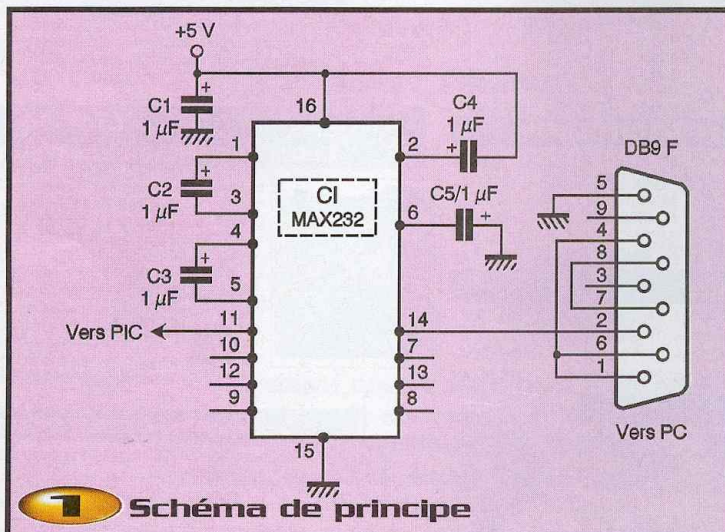 +5 V
C1
1 µF
16
1
2
C4
1 µF
DB9 F
C2
1 µF
3
4
CI
MAX232
6
C5/1 µF
C3
1 µF
5
Vers PIC
11
14
10
7
12
13
9
8
15
5
9
4
8
3
7
2
6
1
Vers PC
1 Schéma de principe
+
+
+
+
+